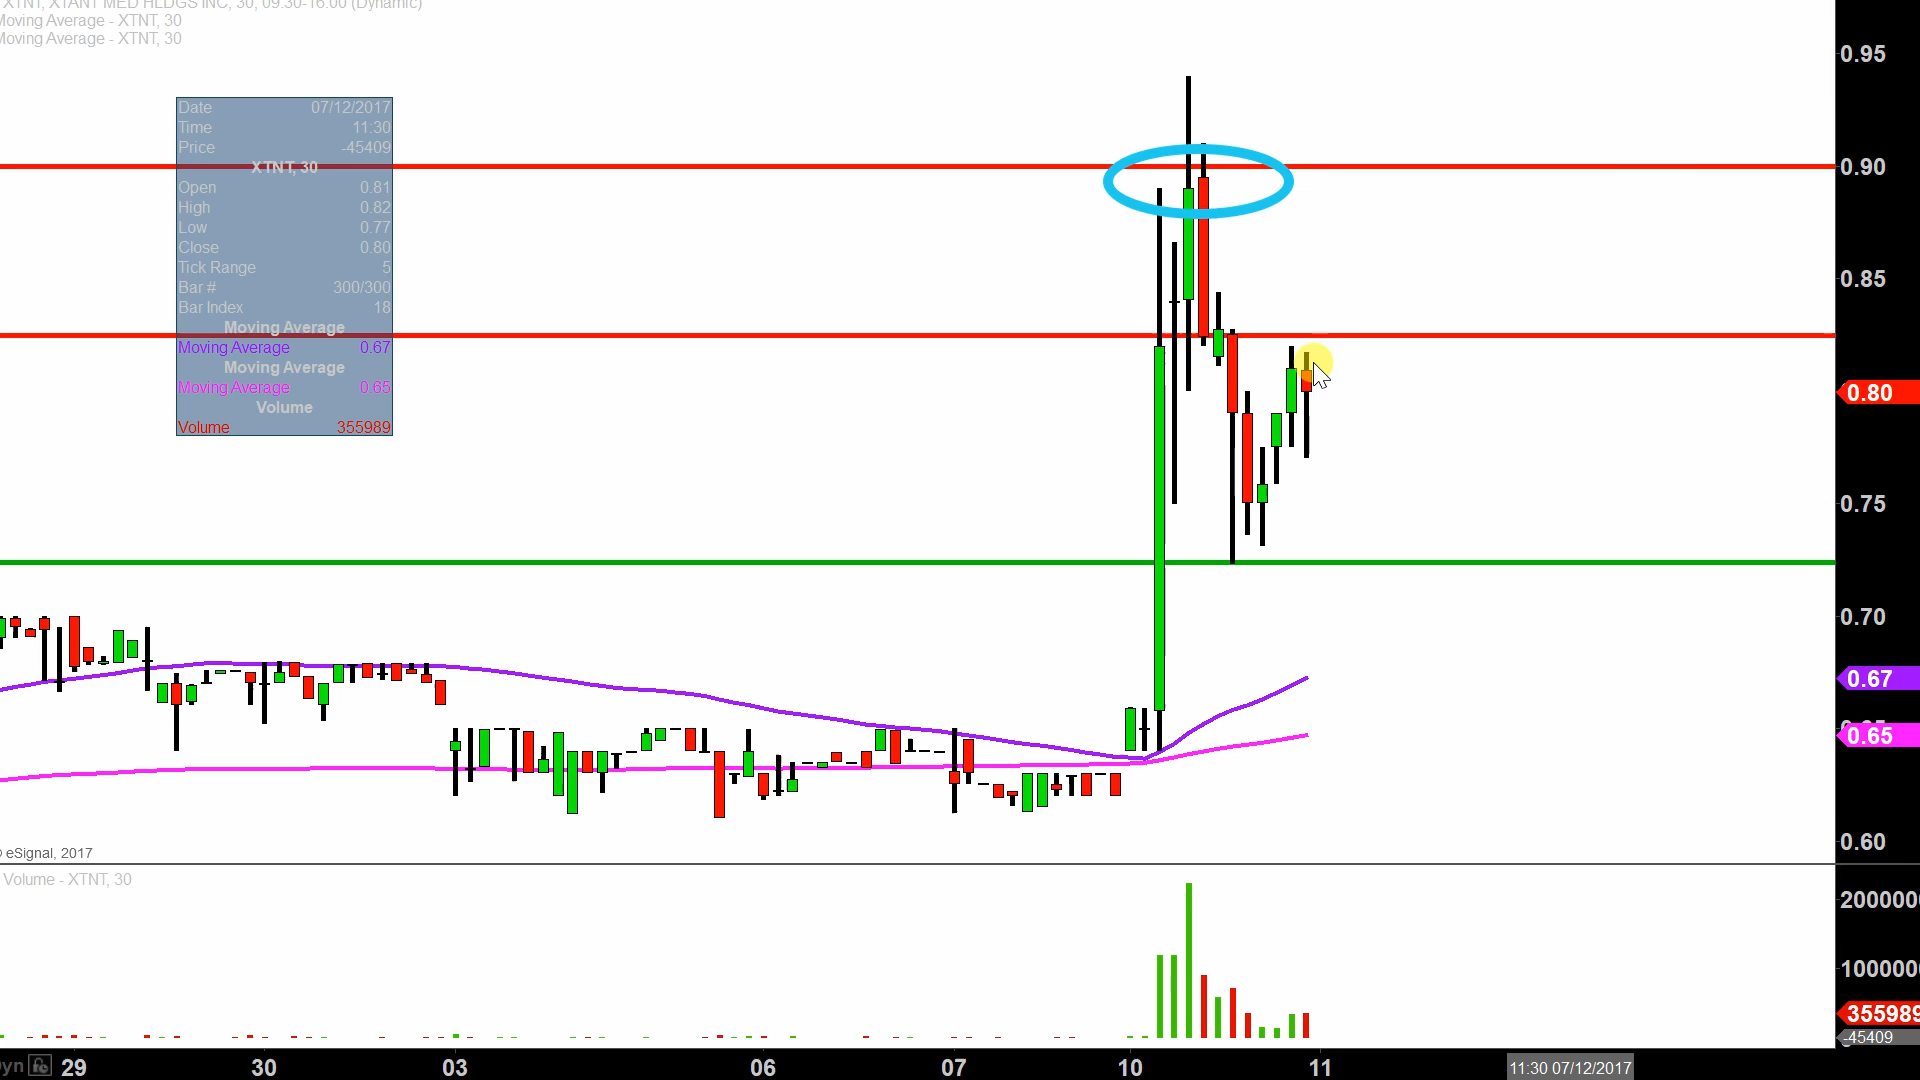 XTNT, XTANT MED HLDGS INC, 30, 09:30-16:00 (Dynamic)
Moving Average - XTNT, 30
Moving Average - XTNT, 30
Date 07/12/2017
Time 11:30
Price -45409
XTNT, 30
Open 0.81
High 0.82
Low 0.77
Close 0.80
Tick Range 5
Bar # 300/300
Bar Index 18
Moving Average
Moving Average 0.67
Moving Average
Moving Average 0.65
Volume
Volume 355989
0.95
0.90
0.85
0.80
0.75
0.70
0.67
0.65
0.60
eSignal, 2017
Volume - XTNT, 30
2000000
1000000
355989
-45409
yn
29 30 03 06 07 10 11
11:30 07/12/2017